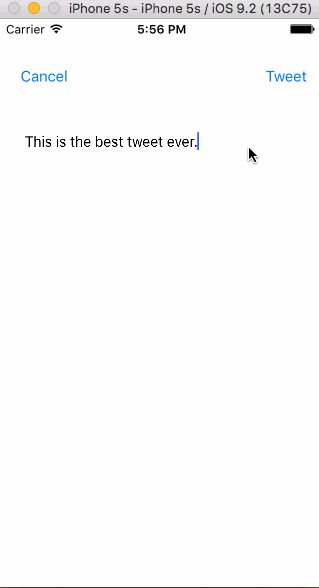 iPhone 5s - iPhone 5s / iOS 9.2 (13C75)
Carrier 5:56 PM
Cancel Tweet
This is the best tweet ever.